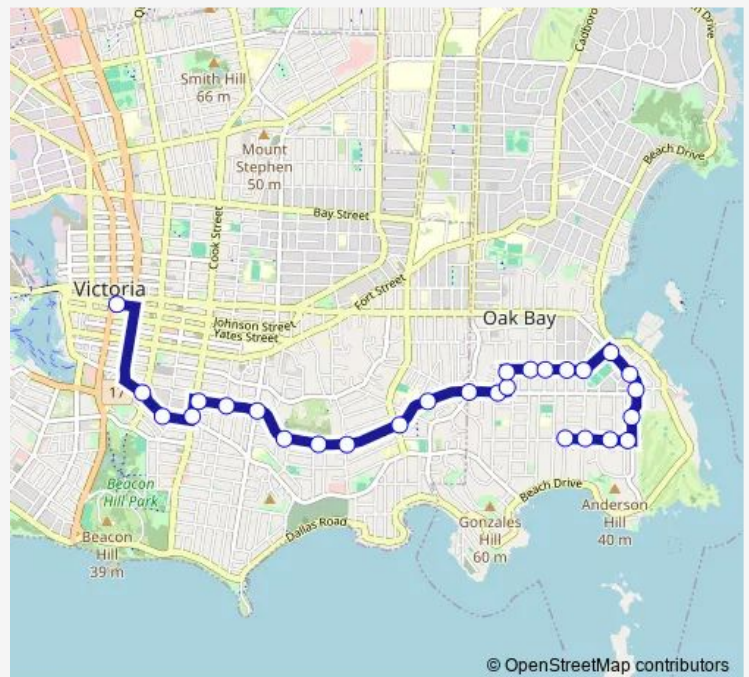 Smith Hill
66 m
Cadboro
Drive
Mount
Stephen
50 m
Beach Drive
Bay Street
Cook Street
Fort Street
Victoria
Johnson Street
Yates Street
Oak Bay
17
Beacon
Hill Park
Beacon
Hill
39 m
Dallas Road
Gonzales
Hill
60 m
Beach Drive
Anderson
Hill
40 m
© OpenStreetMap contributors